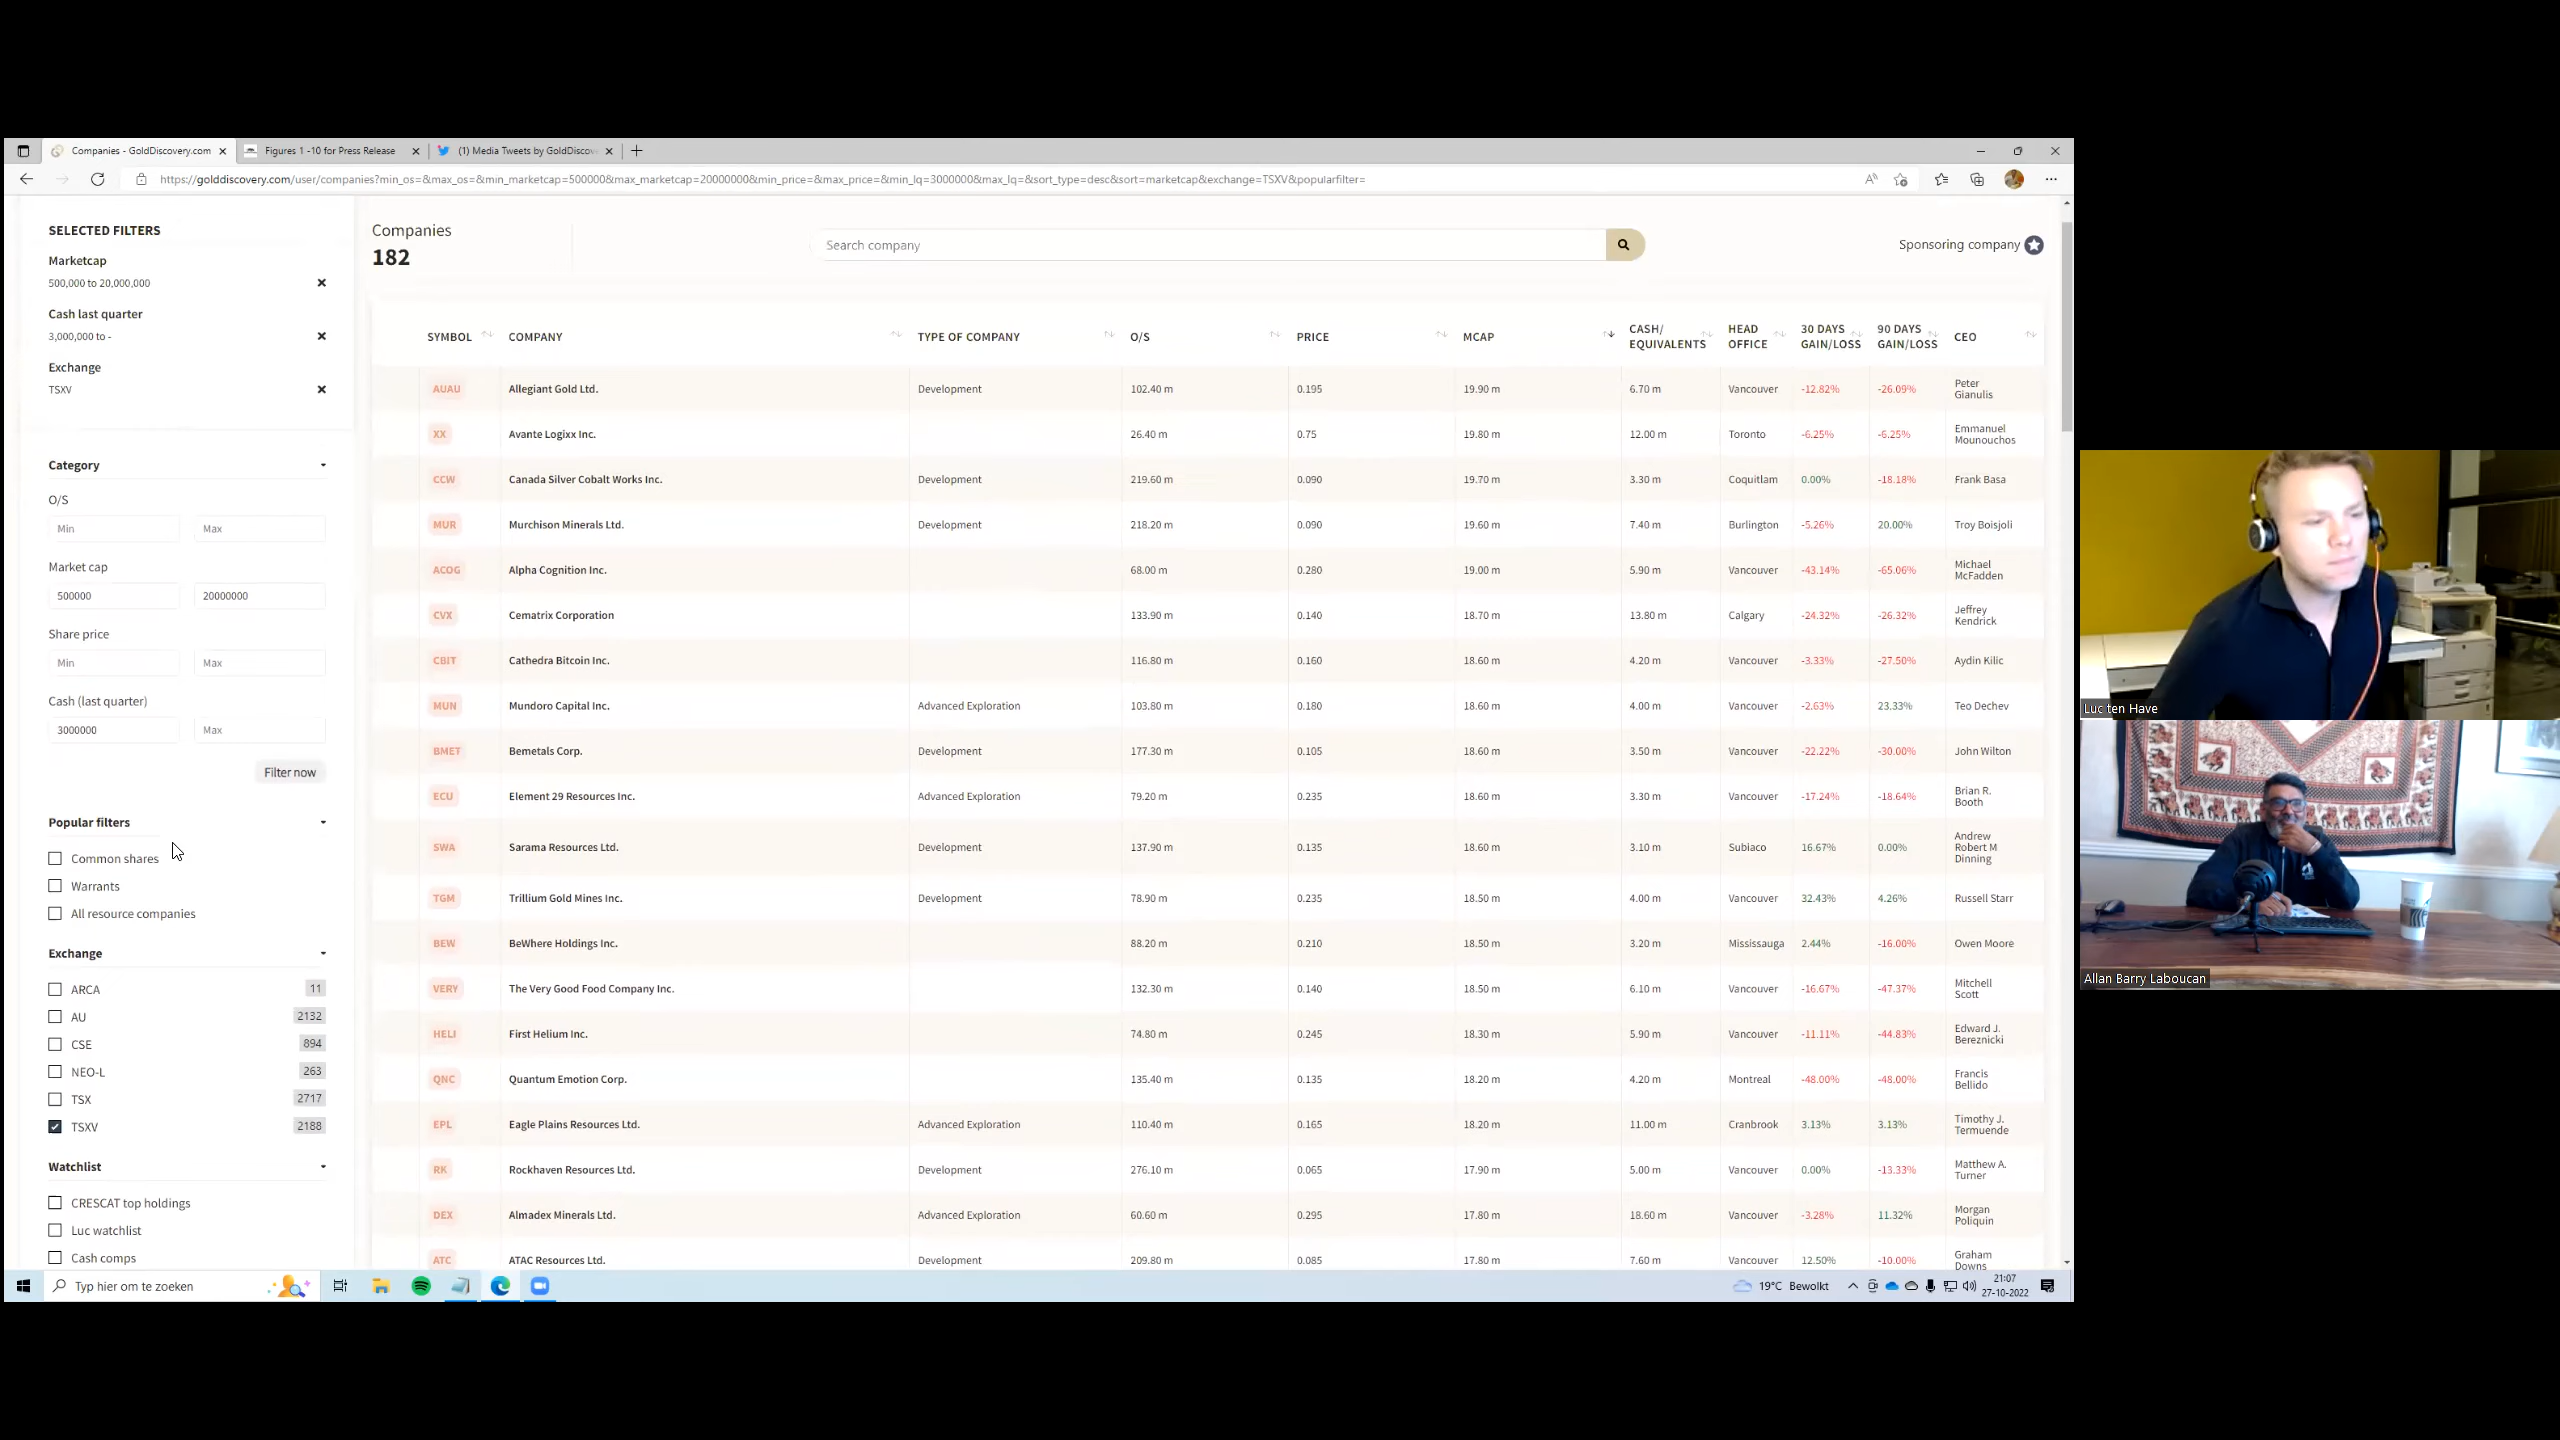 Companies - GoldDiscovery.com
Figures 1 -10 for Press Release
(1) Media Tweets by GoldDiscov
https://golddiscovery.com/user/companies?min_os=&max_os=&min_marketcap=500000&max_marketcap=20000000&min_price=&max_price=&min_lq=3000000&max_lq=&sort_type=desc&sort=marketcap&exchange=TSXV&popularfilter=
SELECTED FILTERS
Marketcap
500,000 to 20,000,000
Cash last quarter
3,000,000 to -
Exchange
TSXV
Category
O/S
Min Max
Market cap
500000 20000000
Share price
Min Max
Cash (last quarter)
3000000 Max
Filter now
Popular filters
Common shares
Warrants
All resource companies
Exchange
ARCA 11
AU 2132
CSE 894
NEO-L 263
TSX 2717
TSXV 2188
Watchlist
CRESCAT top holdings
Luc watchlist
Cash comps
Companies
182
Search company
Sponsoring company
SYMBOL COMPANY TYPE OF COMPANY O/S PRICE MCAP CASH/ EQUIVALENTS HEAD OFFICE 30 DAYS GAIN/LOSS 90 DAYS GAIN/LOSS CEO
AUAU Allegiant Gold Ltd. Development 102.40 m 0.195 19.90 m 6.70 m Vancouver -12.82% -26.09% Peter Gianulis
XX Avante Logixx Inc. 26.40 m 0.75 19.80 m 12.00 m Toronto -6.25% -6.25% Emmanuel Mounouchos
CCW Canada Silver Cobalt Works Inc. Development 219.60 m 0.090 19.70 m 3.30 m Coquitlam 0.00% -18.18% Frank Basa
MUR Murchison Minerals Ltd. Development 218.20 m 0.090 19.60 m 7.40 m Burlington -5.26% 20.00% Troy Boisjoli
ACOG Alpha Cognition Inc. 68.00 m 0.280 19.00 m 5.90 m Vancouver -43.14% -65.06% Michael McFadden
CVX Cematrix Corporation 133.90 m 0.140 18.70 m 13.80 m Calgary -24.32% -26.32% Jeffrey Kendrick
CBIT Cathedra Bitcoin Inc. 116.80 m 0.160 18.60 m 4.20 m Vancouver -3.33% -27.50% Aydin Kilic
MUN Mundoro Capital Inc. Advanced Exploration 103.80 m 0.180 18.60 m 4.00 m Vancouver -2.63% 23.33% Teo Dechev
BMET Bemetals Corp. Development 177.30 m 0.105 18.60 m 3.50 m Vancouver -22.22% -30.00% John Wilton
ECU Element 29 Resources Inc. Advanced Exploration 79.20 m 0.235 18.60 m 3.30 m Vancouver -17.24% -18.64% Brian R. Booth
SWA Sarama Resources Ltd. Development 137.90 m 0.135 18.60 m 3.10 m Subiaco 16.67% 0.00% Andrew Robert M Dinning
TGM Trillium Gold Mines Inc. Development 78.90 m 0.235 18.50 m 4.00 m Vancouver 32.43% 4.26% Russell Starr
BEW BeWhere Holdings Inc. 88.20 m 0.210 18.50 m 3.20 m Mississauga 2.44% -16.00% Owen Moore
VERY The Very Good Food Company Inc. 132.30 m 0.140 18.50 m 6.10 m Vancouver -16.67% -47.37% Mitchell Scott
HELI First Helium Inc. 74.80 m 0.245 18.30 m 5.90 m Vancouver -11.11% -44.83% Edward J. Bereznicki
QNC Quantum Emotion Corp. 135.40 m 0.135 18.20 m 4.20 m Montreal -48.00% -48.00% Francis Bellido
EPL Eagle Plains Resources Ltd. Advanced Exploration 110.40 m 0.165 18.20 m 11.00 m Cranbrook 3.13% 3.13% Timothy J. Termuende
RK Rockhaven Resources Ltd. Development 276.10 m 0.065 17.90 m 5.00 m Vancouver 0.00% -13.33% Matthew A. Turner
DEX Almadex Minerals Ltd. Advanced Exploration 60.60 m 0.295 17.80 m 18.60 m Vancouver -3.28% 11.32% Morgan Poliquin
ATC ATAC Resources Ltd. Development 209.80 m 0.085 17.80 m 7.60 m Vancouver 12.50% -10.00% Graham Downs
Luc ten Have
Allan Barry Laboucan
Typ hier om te zoeken
19°C Bewolkt
21:07
27-10-2022